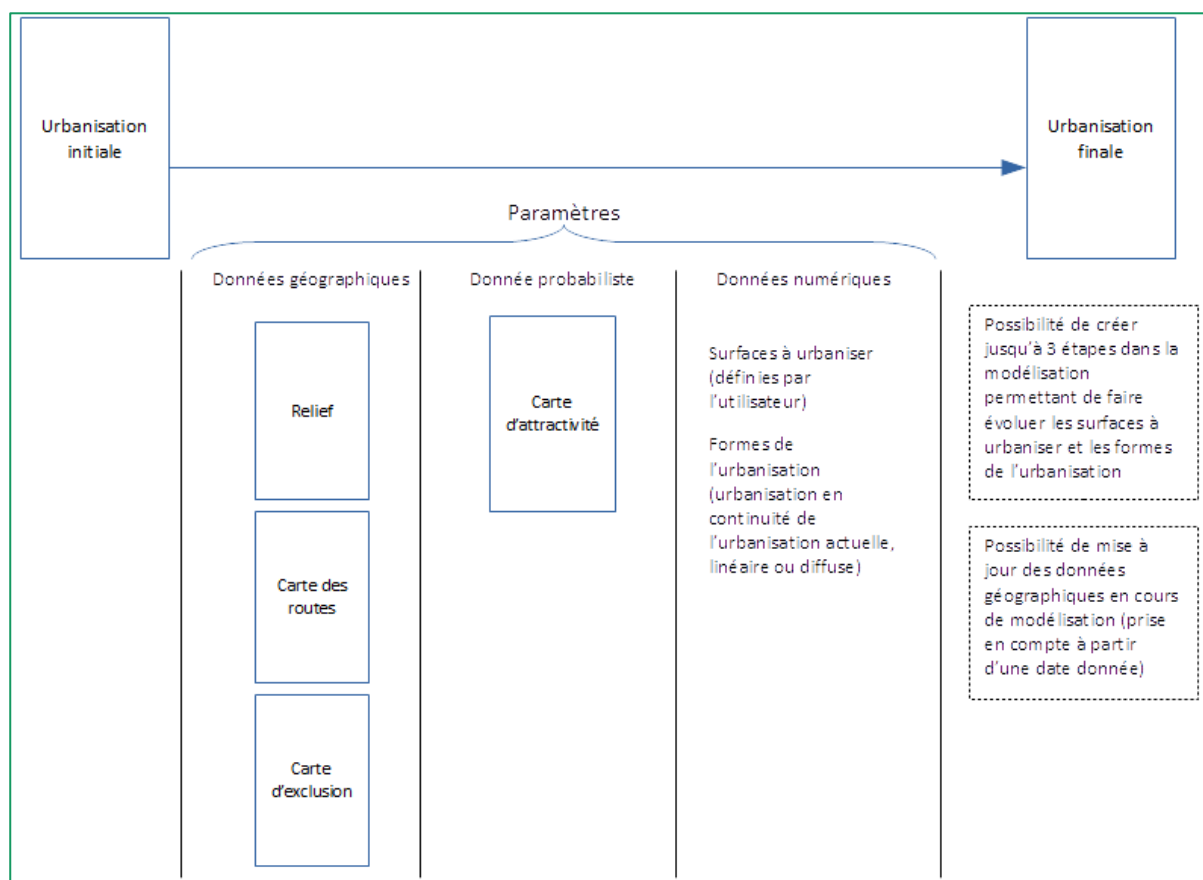 Urbanisation
initiale
Urbanisation
finale
Paramètres
Données géographiques
Relief
Carte des
routes
Carte
d'exclusion
Donnée probabiliste
Carte
d'attractivité
Données numériques
Surfaces à urbaniser
(définies par
l'utilisateur)
Formes de
l'urbanisation
(urbanisation en
continuité de
l'urbanisation actuelle,
linéaire ou diffuse)
Possibilité de créer
jusqu'à 3 étapes dans la
modélisation
permettant de faire
évoluer les surfaces à
urbaniser et les formes
de l'urbanisation
Possibilité de mise à
jour des données
géographiques en cours
de modélisation (prise
en compte à partir
d'une date donnée)